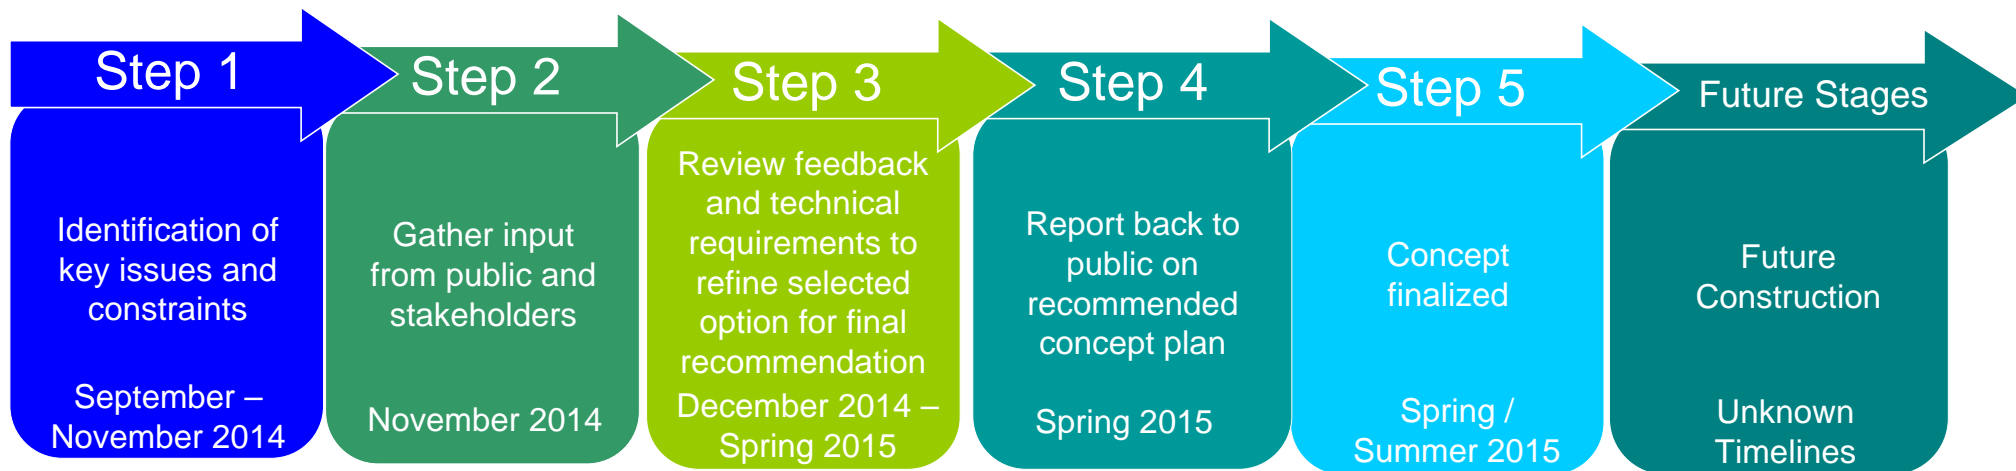 Step 1
Identification of
key issues and
constraints
September –
November 2014
Step 2
Gather input
from public and
stakeholders
November 2014
Step 3
Review feedback
and technical
requirements to
refine selected
option for final
recommendation
December 2014 –
Spring 2015
Step 4
Report back to
public on
recommended
concept plan
Spring 2015
Step 5
Concept
finalized
Spring /
Summer 2015
Future Stages
Future
Construction
Unknown
Timelines